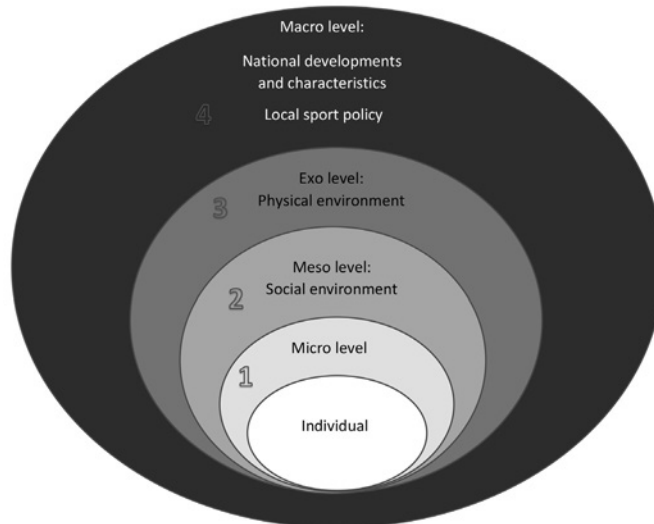 Macro level:
National developments
and characteristics
4
Local sport policy
Exo level:
3
Physical environment
Meso level:
2
Social environment
Micro level
1
Individual